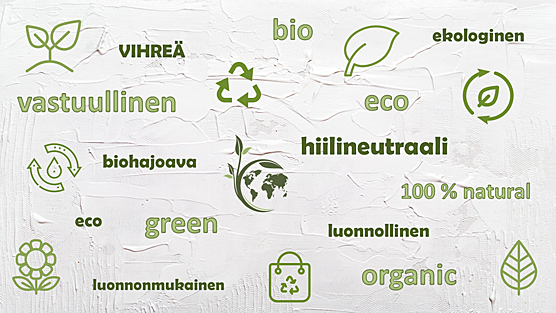 bio
ekologinen
VIHREÄ
vastuullinen
eco
hiilineutraali
biohajoava
100 % natural
eco
green
luonnollinen
organic
luonnonmukainen